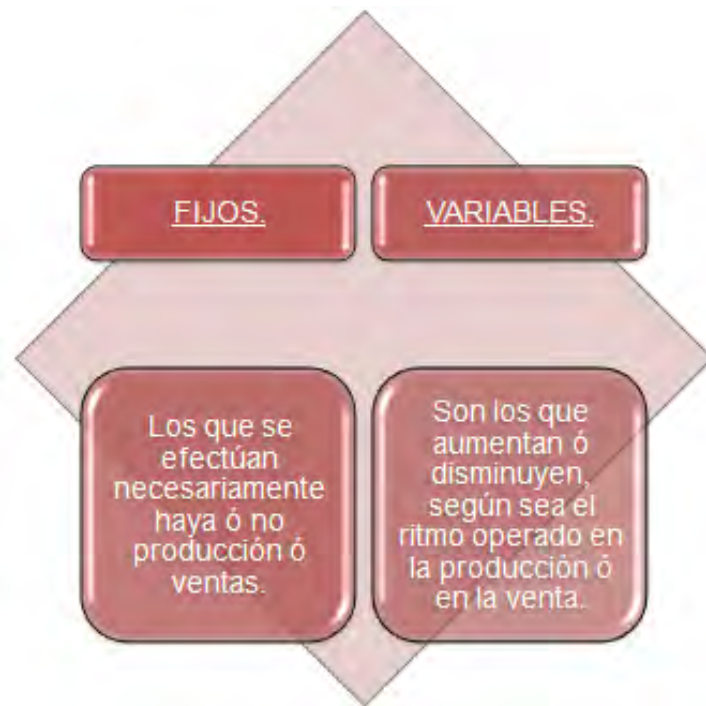 FIJOS.
VARIABLES.
Los que se
efectúan
necesariamente
haya ó no
producción ó
ventas.
Son los que
aumentan ó
disminuyen,
según sea el
ritmo operado en
la producción ó
en la venta.